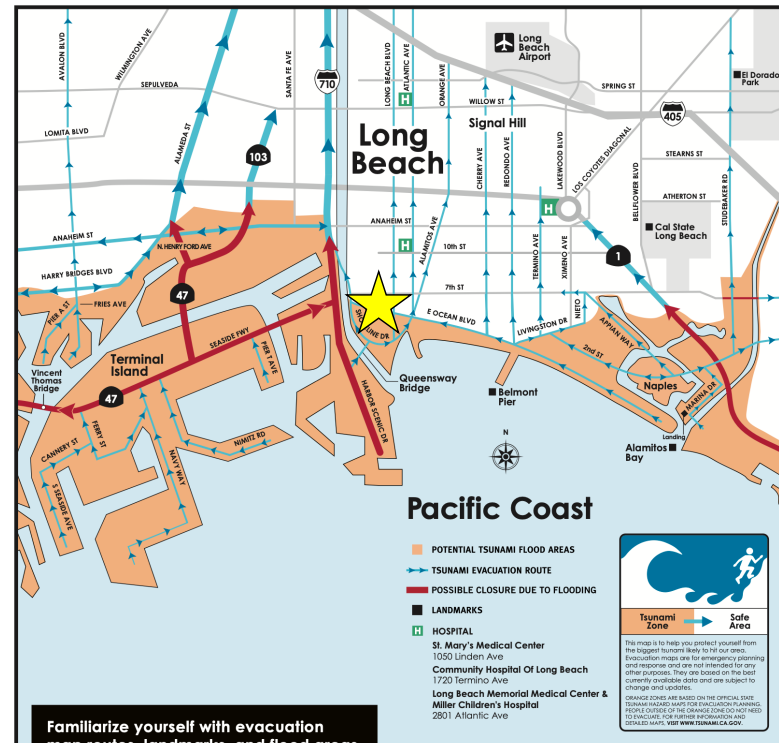 AVALON BLVD
WILMINGTON AVE
SANTA FE AVE
710
LONG BEACH BLVD
ATLANTIC AVE
ORANGE AVE
Long
Beach
Airport
El Dorado
Park
SEPULVEDA
SPRING ST
H
WILLOW ST
405
LOMITA BLVD
ALAMEDA ST
103
Long
Beach
Signal Hill
CHERRY AVE
REDONDO AVE
LAKEWOOD BLVD
LOS COYOTES DIAGONAL
BELLFLOWER BLVD
STEARNS ST
STUDEBAKER RD
ATHERTON ST
H
ANAHEIM ST
ALAMITOS AVE
Cal State
Long Beach
ANAHEIM ST
N. HENRY FORD AVE
H
10th ST
TERMINO AVE
XIMENO AVE
1
HARRY BRIDGES BLVD
47
7th ST
PIER A ST
FRIES AVE
SHORELINE DR
E OCEAN BLVD
LIVINGSTON DR
NIETO
APPIAN WAY
2nd ST
SEASIDE FWY
PIER T AVE
Terminal
Island
Vincent
Thomas
Bridge
47
Queensway
Bridge
HARBOR SCENIC DR
Belmont
Pier
Naples
MARINA DR
Landing
Alamitos
Bay
CANNERY ST
FERRY ST
NIMITZ RD
NAVY WAY
S SEASIDE AVE
N
Pacific Coast
POTENTIAL TSUNAMI FLOOD AREAS
TSUNAMI EVACUATION ROUTE
POSSIBLE CLOSURE DUE TO FLOODING
LANDMARKS
H HOSPITAL
St. Mary's Medical Center
1050 Linden Ave
Community Hospital Of Long Beach
1720 Termino Ave
Long Beach Memorial Medical Center &
Miller Children's Hospital
2801 Atlantic Ave
Tsunami
Zone
Safe
Area
This map is to help you protect yourself from
the biggest tsunami likely to hit our area.
Evacuation maps are for emergency planning
and response and are not intended for any
other purposes. They are based on the best
currently available data and are subject to
change and updates.
ORANGE ZONES ARE BASED ON THE OFFICIAL STATE
TSUNAMI HAZARD MAPS FOR EVACUATION PLANNING.
PEOPLE OUTSIDE OF THE ORANGE ZONE DO NOT NEED
TO EVACUATE. FOR FURTHER INFORMATION AND
DETAILED MAPS, VISIT WWW.TSUNAMI.CA.GOV.
Familiarize yourself with evacuation
map routes, landmarks, and flood areas